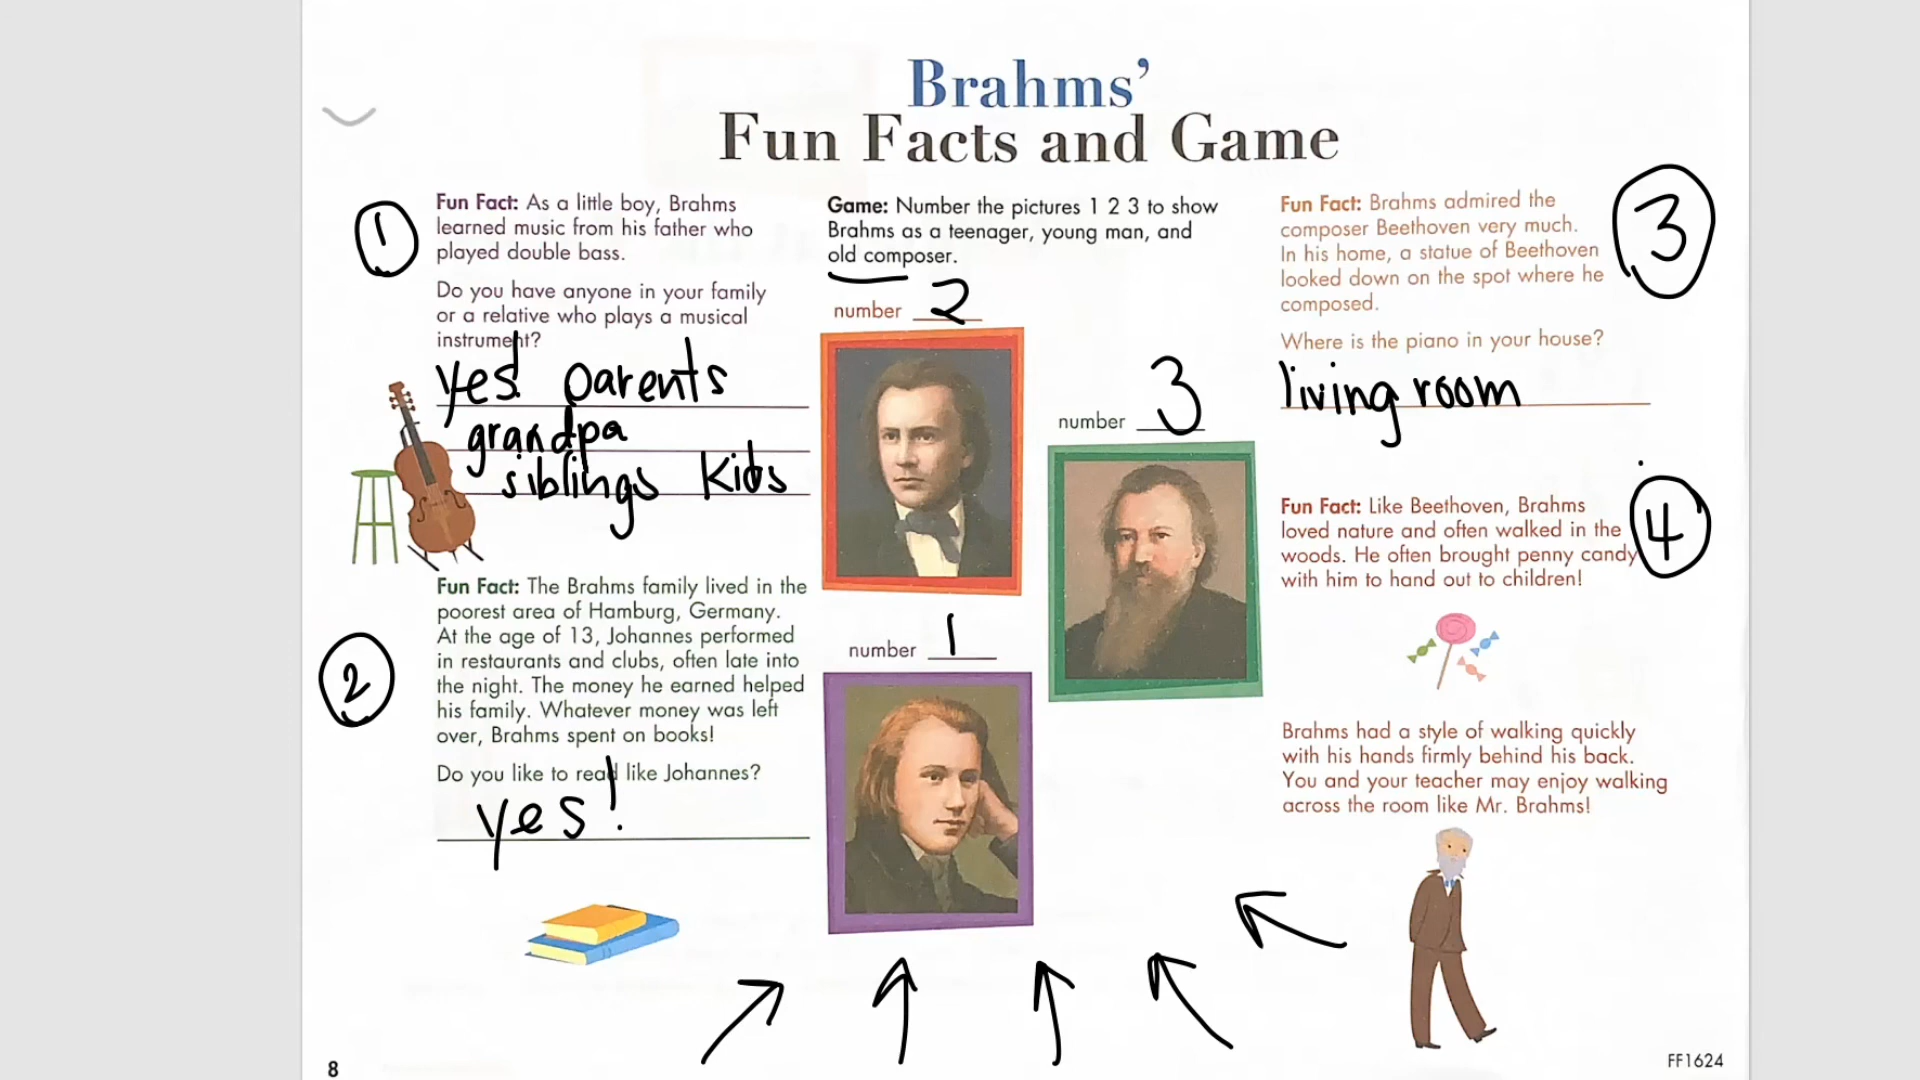 Brahms’
Fun Facts and Game
1
Fun Fact: As a little boy, Brahms
learned music from his father who
played double bass.
Do you have anyone in your family
or a relative who plays a musical
instrument?
yes! parents
grandpa
siblings kids
2
Fun Fact: The Brahms family lived in the
poorest area of Hamburg, Germany.
At the age of 13, Johannes performed
in restaurants and clubs, often late into
the night. The money he earned helped
his family. Whatever money was left
over, Brahms spent on books!
Do you like to read like Johannes?
yes!
Game: Number the pictures 1 2 3 to show
Brahms as a teenager, young man, and
old composer.
number 2
number 3
number 1
3
Fun Fact: Brahms admired the
composer Beethoven very much.
In his home, a statue of Beethoven
looked down on the spot where he
composed.
Where is the piano in your house?
living room
4
Fun Fact: Like Beethoven, Brahms
loved nature and often walked in the
woods. He often brought penny candy
with him to hand out to children!
Brahms had a style of walking quickly
with his hands firmly behind his back.
You and your teacher may enjoy walking
across the room like Mr. Brahms!
8
FF1624